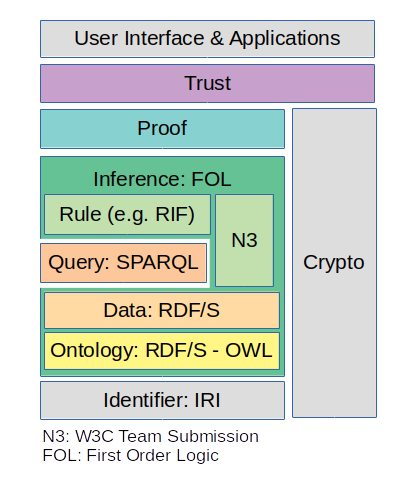 User Interface & Applications
Trust
Proof
Inference: FOL
Rule (e.g. RIF)
N3
Query: SPARQL
Crypto
Data: RDF/S
Ontology: RDF/S - OWL
Identifier: IRI
N3: W3C Team Submission
FOL: First Order Logic